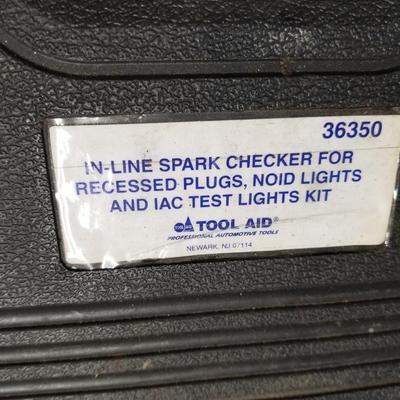 36350
IN-LINE SPARK CHECKER FOR
RECESSED PLUGS, NOID LIGHTS
AND IAC TEST LIGHTS KIT
TOOL AID®
PROFESSIONAL AUTOMOTIVE TOOLS
NEWARK, NJ 07114